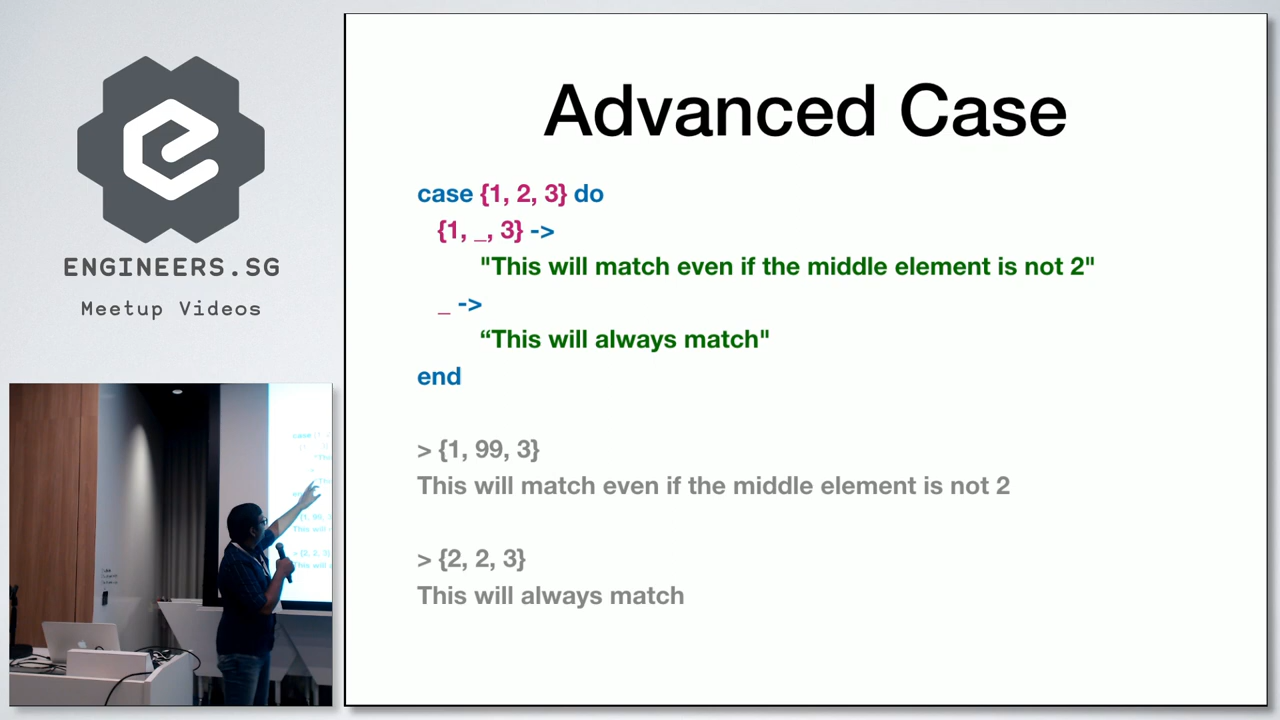 ENGINEERS.SG
Meetup Videos
Advanced Case
case {1, 2, 3} do
{1, _, 3} ->
"This will match even if the middle element is not 2"
_ ->
“This will always match"
end
> {1, 99, 3}
This will match even if the middle element is not 2
> {2, 2, 3}
This will always match